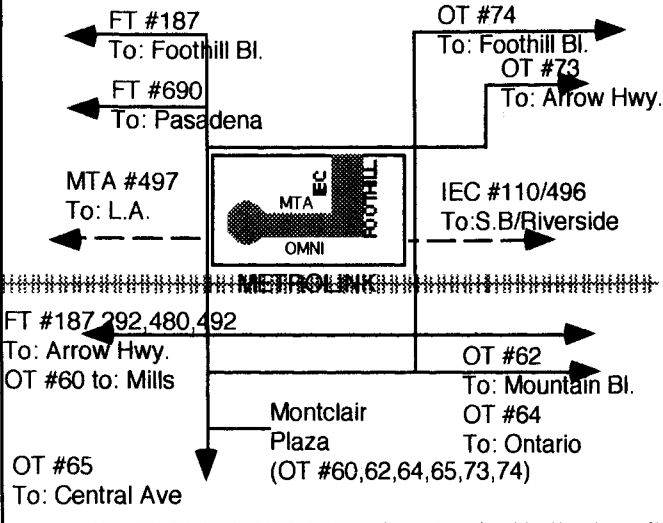 FT #187
To: Foothill Bl.
OT #74
To: Foothill Bl.
OT #73
To: Arrow Hwy.
FT #690
To: Pasadena
MTA #497
To: L.A.
MTA
IEC
FOOTHILL
OMNI
IEC #110/496
To:S.B/Riverside
METROLINK
FT #187,292,480,492
To: Arrow Hwy.
OT #60 to: Mills
OT #62
To: Mountain Bl.
OT #64
To: Ontario
Montclair
Plaza
(OT #60,62,64,65,73,74)
OT #65
To: Central Ave